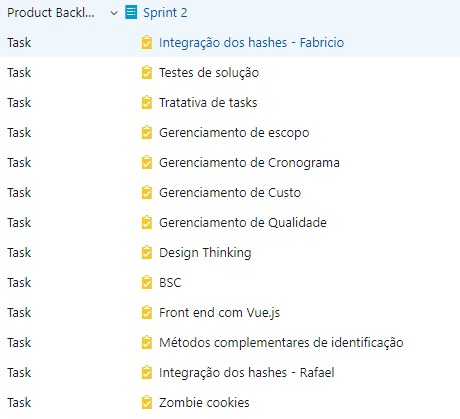 Product Backl... Sprint 2
Task Integração dos hashes - Fabricio
Task Testes de solução
Task Tratativa de tasks
Task Gerenciamento de escopo
Task Gerenciamento de Cronograma
Task Gerenciamento de Custo
Task Gerenciamento de Qualidade
Task Design Thinking
Task BSC
Task Front end com Vue.js
Task Métodos complementares de identificação
Task Integração dos hashes - Rafael
Task Zombie cookies